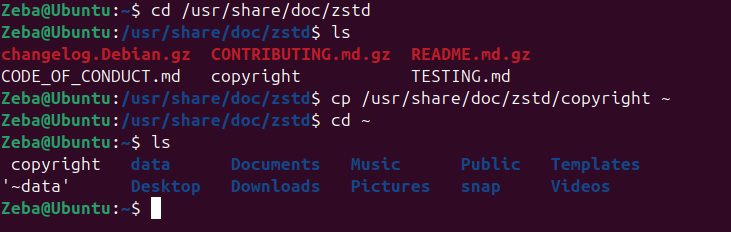 Zeba@Ubuntu:~$ cd /usr/share/doc/zstd
Zeba@Ubuntu:/usr/share/doc/zstd$ ls
changelog.Debian.gz  CONTRIBUTING.md.gz  README.md.gz
CODE_OF_CONDUCT.md   copyright           TESTING.md
Zeba@Ubuntu:/usr/share/doc/zstd$ cp /usr/share/doc/zstd/copyright ~
Zeba@Ubuntu:/usr/share/doc/zstd$ cd ~
Zeba@Ubuntu:~$ ls
 copyright   data      Documents   Music      Public   Templates
'~data'      Desktop   Downloads   Pictures   snap     Videos
Zeba@Ubuntu:~$